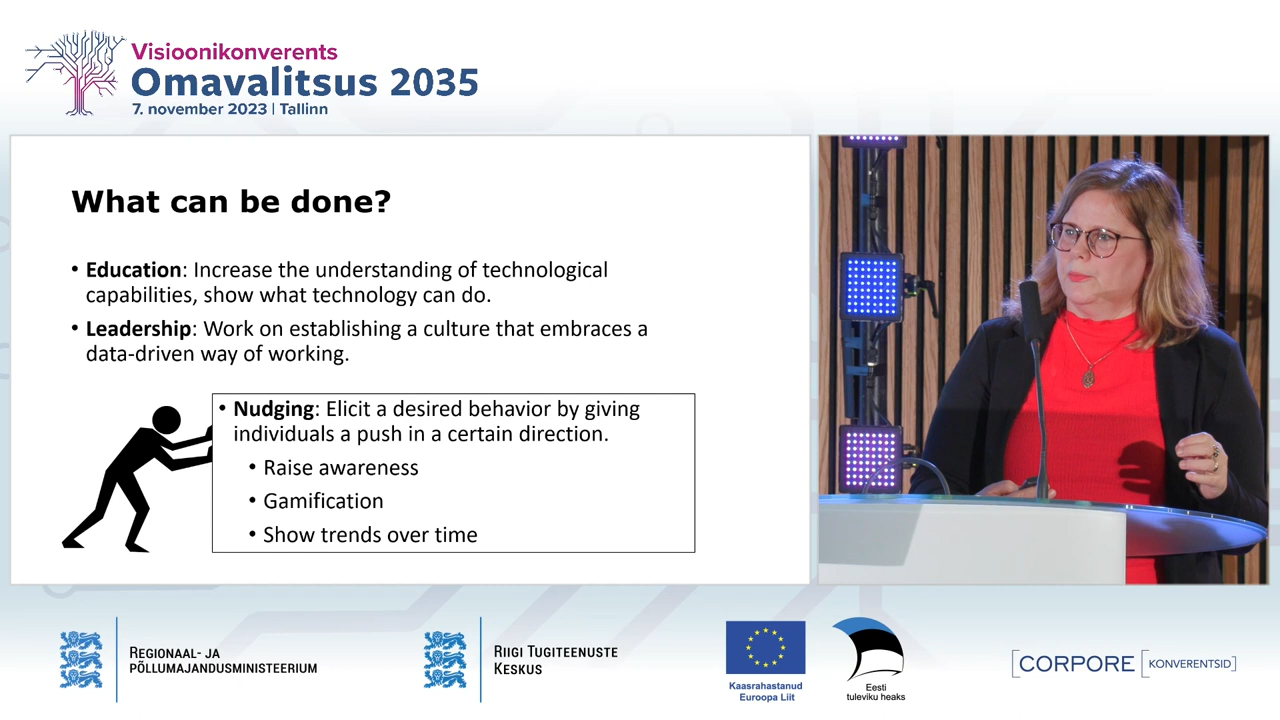 Visioonikonverents
Omavalitsus 2035
7. november 2023 | Tallinn
What can be done?
• Education: Increase the understanding of technological
capabilities, show what technology can do.
• Leadership: Work on establishing a culture that embraces a
data-driven way of working.
• Nudging: Elicit a desired behavior by giving
individuals a push in a certain direction.
• Raise awareness
• Gamification
• Show trends over time
REGIONAAL- JA
PÕLLUMAJANDUSMINISTEERIUM
RIIGI TUGITEENUSTE
KESKUS
Kaasrahastanud
Euroopa Liit
Eesti
tuleviku heaks
[CORPORE [KONVERENTSID]